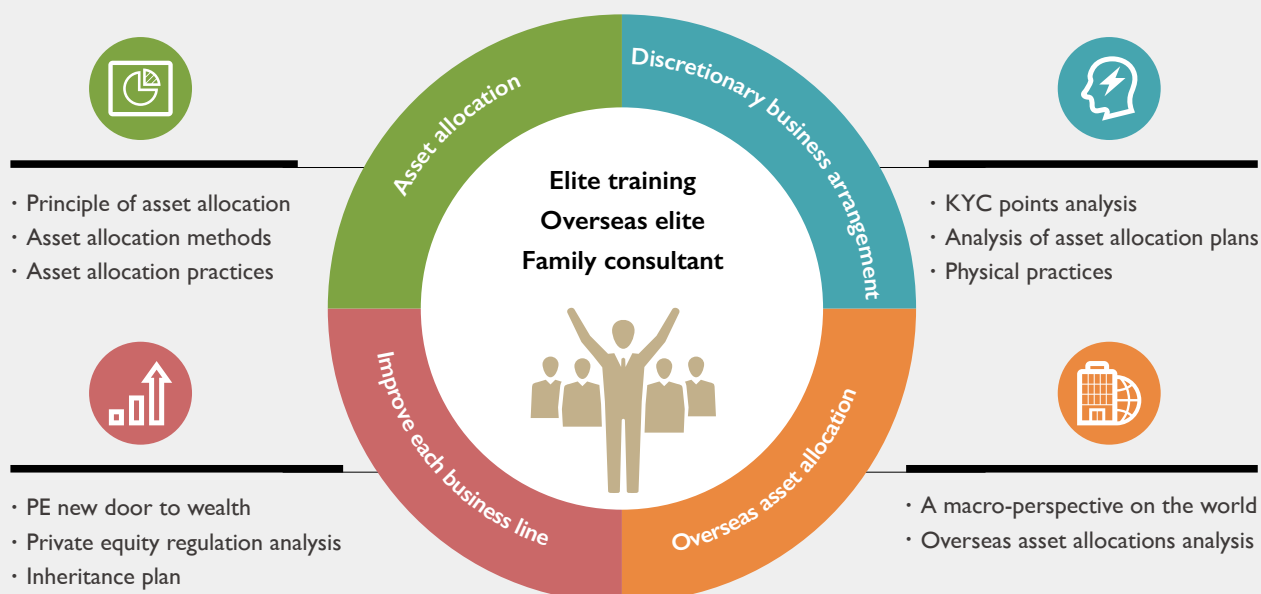 Asset allocation
· Principle of asset allocation
· Asset allocation methods
· Asset allocation practices
Discretionary business arrangement
· KYC points analysis
· Analysis of asset allocation plans
· Physical practices
Elite training
Overseas elite
Family consultant
Improve each business line
· PE new door to wealth
· Private equity regulation analysis
· Inheritance plan
Overseas asset allocation
· A macro-perspective on the world
· Overseas asset allocations analysis